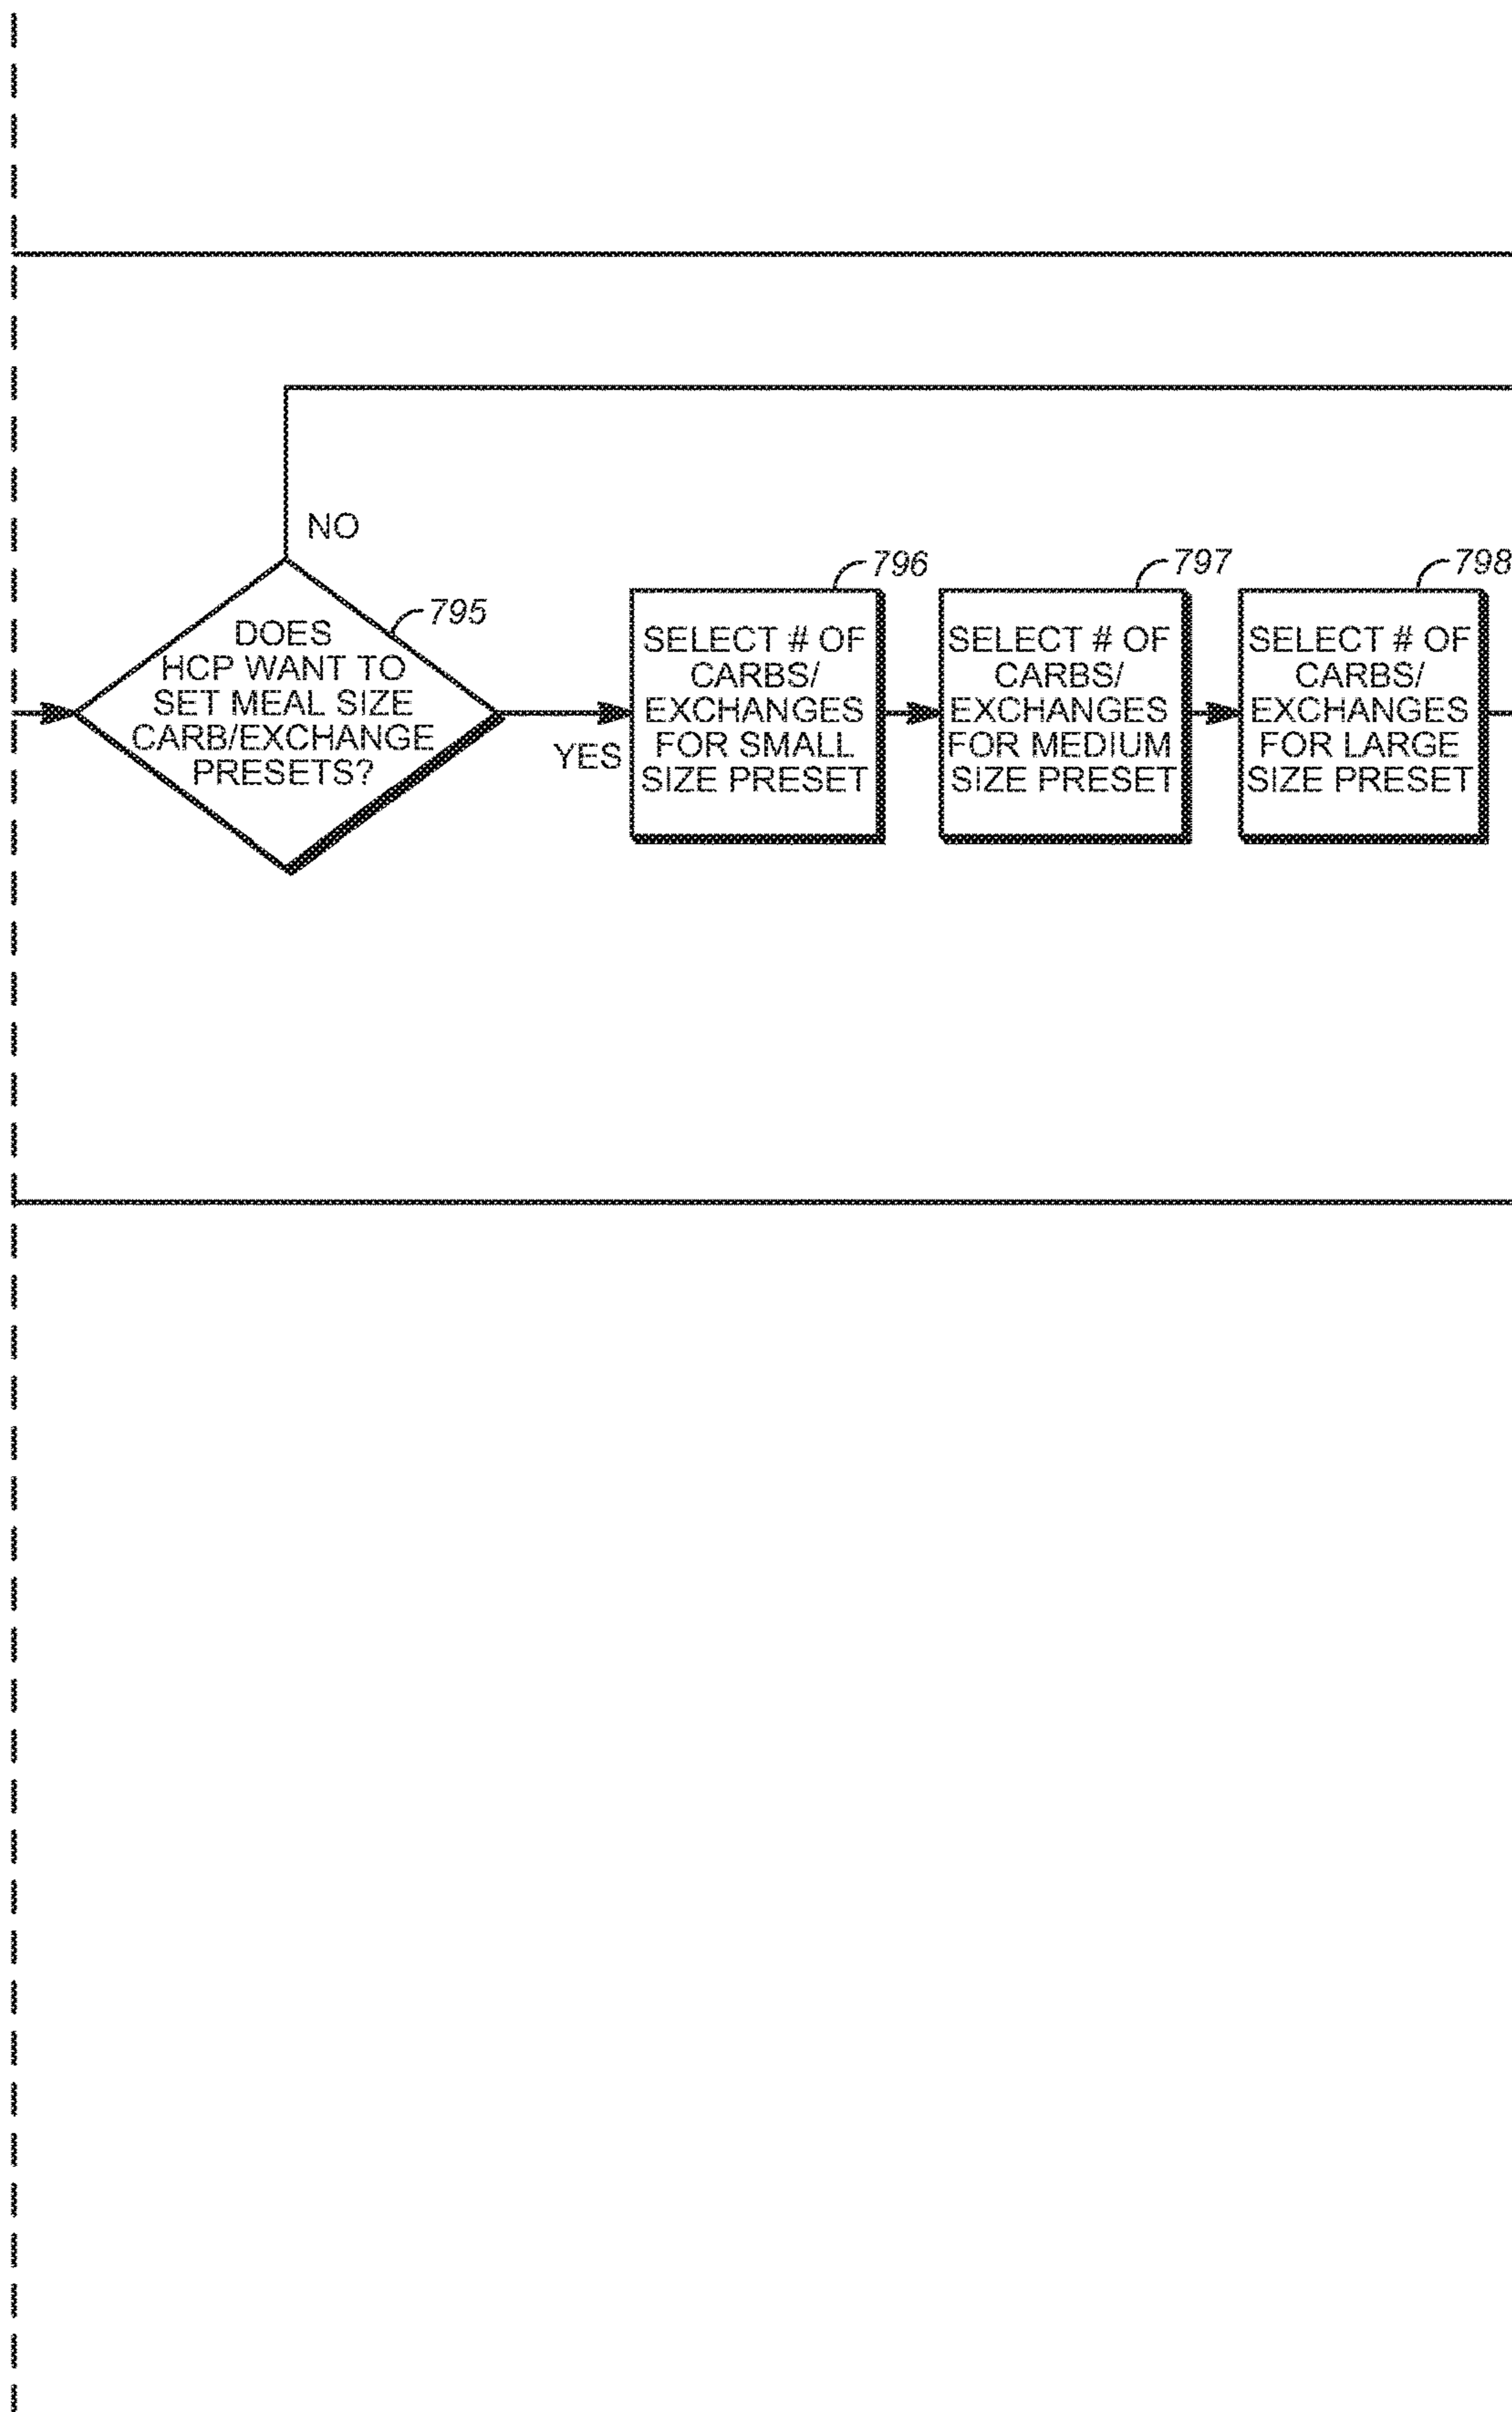 NO
795
DOES
HCP WANT TO
SET MEAL SIZE
CARB/EXCHANGE
PRESETS?
YES
796
SELECT # OF
CARBS/
EXCHANGES
FOR SMALL
SIZE PRESET
797
SELECT # OF
CARBS/
EXCHANGES
FOR MEDIUM
SIZE PRESET
798
SELECT # OF
CARBS/
EXCHANGES
FOR LARGE
SIZE PRESET